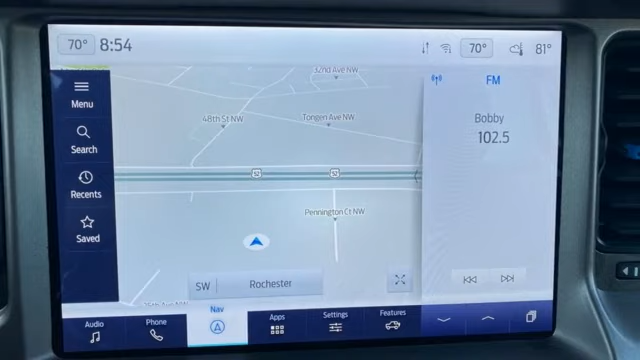 70° 8:54
70° 81°
Menu
Search
Recents
Saved
32nd Ave NW
48th St NW
Tongen Ave NW
52
52
Pennington Ct NW
SW Rochester
FM
Bobby
102.5
Audio
Phone
Nav
Apps
Settings
Features